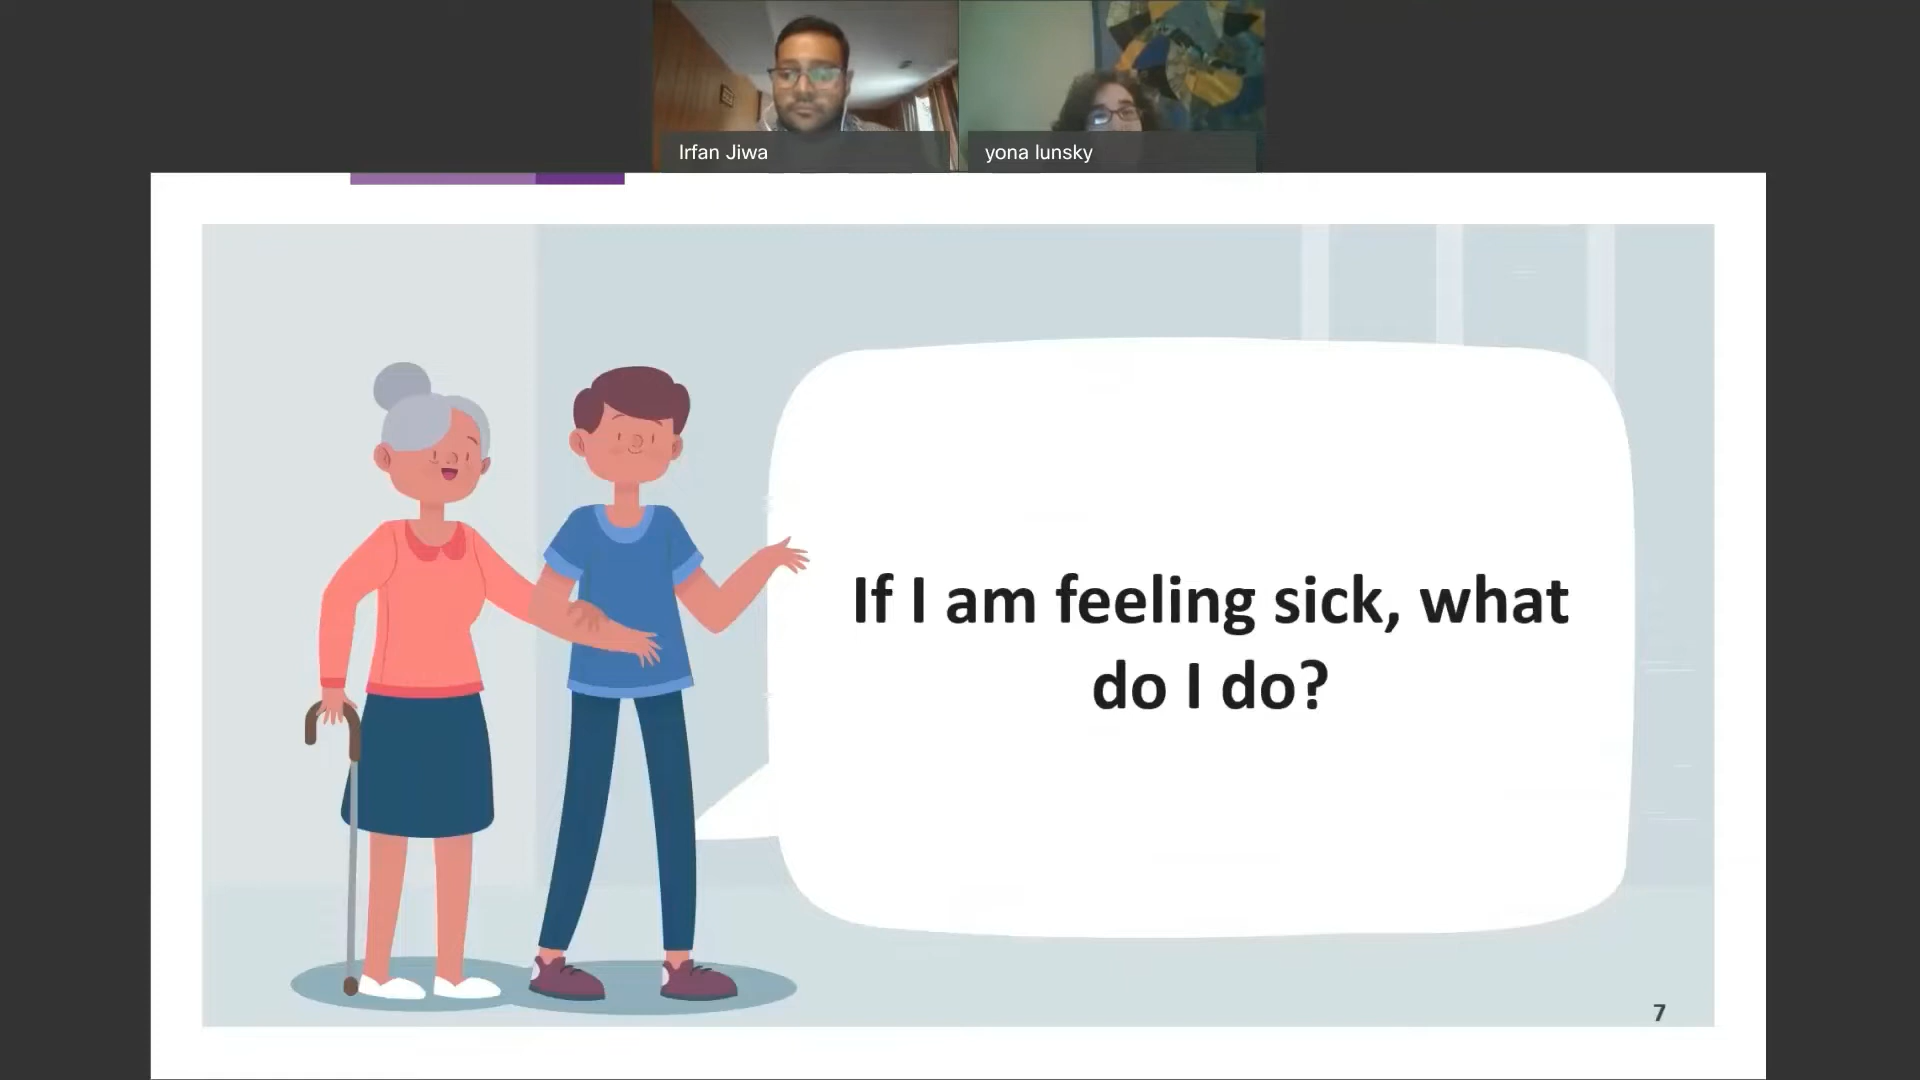 Irfan Jiwa
yona lunsky
If I am feeling sick, what
do I do?
7